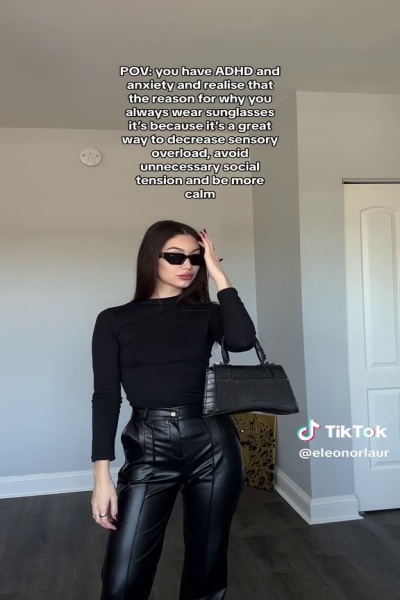 POV: you have ADHD and
anxiety and realise that
the reason for why you
always wear sunglasses
it's because it's a great
way to decrease sensory
overload, avoid
unnecessary social
tension and be more
calm
TikTok
@eleonorlaur